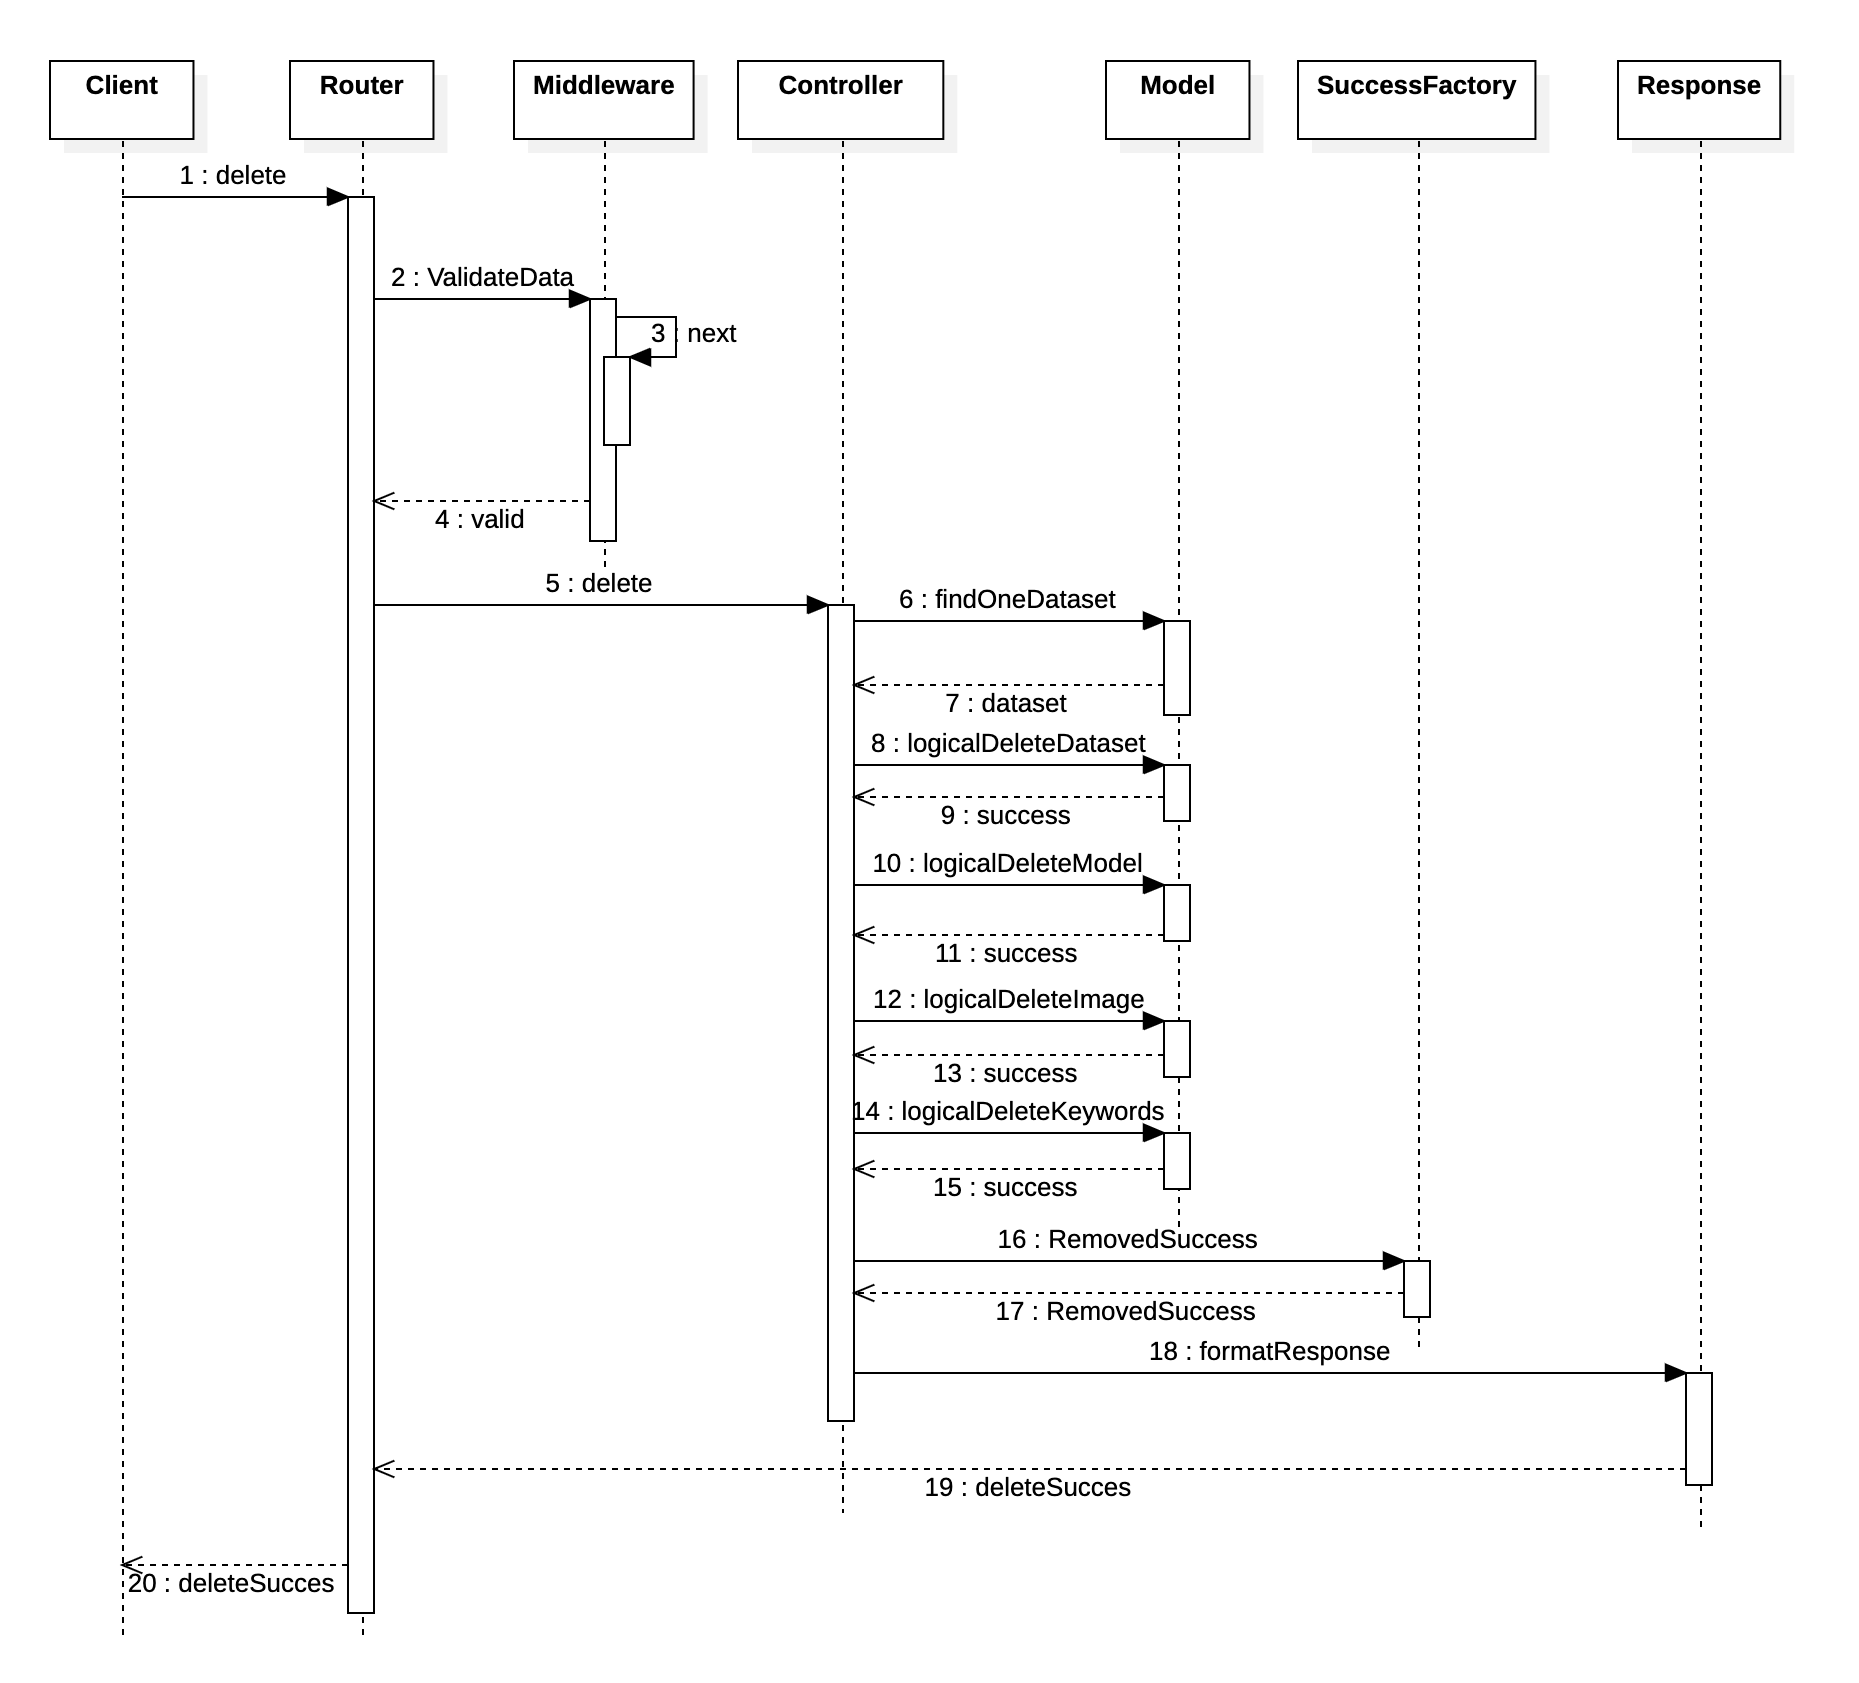 Client
Router
Middleware
Controller
Model
SuccessFactory
Response
1 : delete
2 : ValidateData
3 : next
4 : valid
5 : delete
6 : findOneDataset
7 : dataset
8 : logicalDeleteDataset
9 : success
10 : logicalDeleteModel
11 : success
12 : logicalDeleteImage
13 : success
14 : logicalDeleteKeywords
15 : success
16 : RemovedSuccess
17 : RemovedSuccess
18 : formatResponse
19 : deleteSucces
20 : deleteSucces